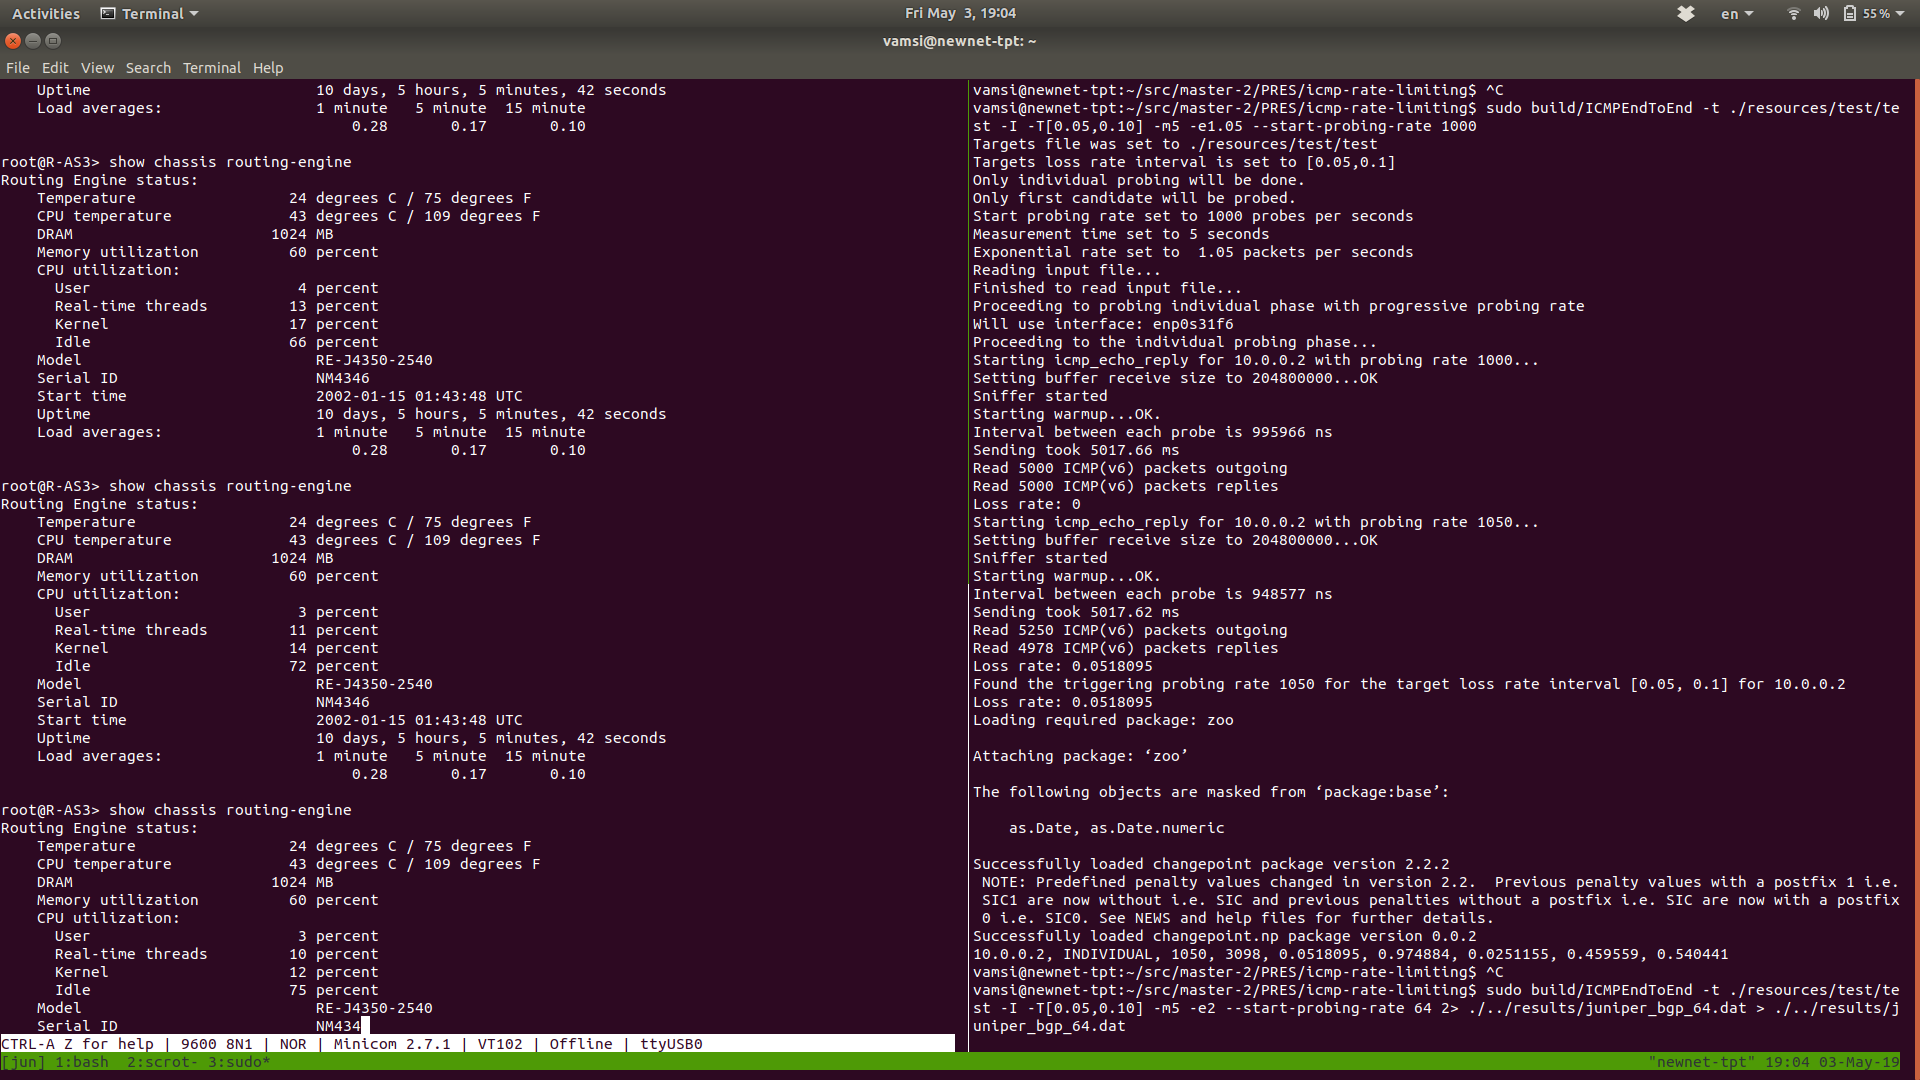 Activities Terminal Fri May 3, 19:04 en 55%
vamsi@newnet-tpt: ~
File Edit View Search Terminal Help
    Uptime                         10 days, 5 hours, 5 minutes, 42 seconds
    Load averages:                 1 minute   5 minute  15 minute
                                       0.28       0.17       0.10
root@R-AS3> show chassis routing-engine
Routing Engine status:
    Temperature                 24 degrees C / 75 degrees F
    CPU temperature             43 degrees C / 109 degrees F
    DRAM                      1024 MB
    Memory utilization          60 percent
    CPU utilization:
      User                       4 percent
      Real-time threads         13 percent
      Kernel                    17 percent
      Idle                      66 percent
    Model                          RE-J4350-2540
    Serial ID                      NM4346
    Start time                     2002-01-15 01:43:48 UTC
    Uptime                         10 days, 5 hours, 5 minutes, 42 seconds
    Load averages:                 1 minute   5 minute  15 minute
                                       0.28       0.17       0.10
root@R-AS3> show chassis routing-engine
Routing Engine status:
    Temperature                 24 degrees C / 75 degrees F
    CPU temperature             43 degrees C / 109 degrees F
    DRAM                      1024 MB
    Memory utilization          60 percent
    CPU utilization:
      User                       3 percent
      Real-time threads         11 percent
      Kernel                    14 percent
      Idle                      72 percent
    Model                          RE-J4350-2540
    Serial ID                      NM4346
    Start time                     2002-01-15 01:43:48 UTC
    Uptime                         10 days, 5 hours, 5 minutes, 42 seconds
    Load averages:                 1 minute   5 minute  15 minute
                                       0.28       0.17       0.10
root@R-AS3> show chassis routing-engine
Routing Engine status:
    Temperature                 24 degrees C / 75 degrees F
    CPU temperature             43 degrees C / 109 degrees F
    DRAM                      1024 MB
    Memory utilization          60 percent
    CPU utilization:
      User                       3 percent
      Real-time threads         10 percent
      Kernel                    12 percent
      Idle                      75 percent
    Model                          RE-J4350-2540
    Serial ID                      NM434
CTRL-A Z for help | 9600 8N1 | NOR | Minicom 2.7.1 | VT102 | Offline | ttyUSB0
vamsi@newnet-tpt:~/src/master-2/PRES/icmp-rate-limiting$ ^C
vamsi@newnet-tpt:~/src/master-2/PRES/icmp-rate-limiting$ sudo build/ICMPEndToEnd -t ./resources/test/te
st -I -T[0.05,0.10] -m5 -e1.05 --start-probing-rate 1000
Targets file was set to ./resources/test/test
Targets loss rate interval is set to [0.05,0.1]
Only individual probing will be done.
Only first candidate will be probed.
Start probing rate set to 1000 probes per seconds
Measurement time set to 5 seconds
Exponential rate set to  1.05 packets per seconds
Reading input file...
Finished to read input file...
Proceeding to probing individual phase with progressive probing rate
Will use interface: enp0s31f6
Proceeding to the individual probing phase...
Starting icmp_echo_reply for 10.0.0.2 with probing rate 1000...
Setting buffer receive size to 204800000...OK
Sniffer started
Starting warmup...OK.
Interval between each probe is 995966 ns
Sending took 5017.66 ms
Read 5000 ICMP(v6) packets outgoing
Read 5000 ICMP(v6) packets replies
Loss rate: 0
Starting icmp_echo_reply for 10.0.0.2 with probing rate 1050...
Setting buffer receive size to 204800000...OK
Sniffer started
Starting warmup...OK.
Interval between each probe is 948577 ns
Sending took 5017.62 ms
Read 5250 ICMP(v6) packets outgoing
Read 4978 ICMP(v6) packets replies
Loss rate: 0.0518095
Found the triggering probing rate 1050 for the target loss rate interval [0.05, 0.1] for 10.0.0.2
Loss rate: 0.0518095
Loading required package: zoo
Attaching package: ‘zoo’
The following objects are masked from ‘package:base’:
    as.Date, as.Date.numeric
Successfully loaded changepoint package version 2.2.2
 NOTE: Predefined penalty values changed in version 2.2.  Previous penalty values with a postfix 1 i.e.
 SIC1 are now without i.e. SIC and previous penalties without a postfix i.e. SIC are now with a postfix
 0 i.e. SIC0. See NEWS and help files for further details.
Successfully loaded changepoint.np package version 0.0.2
10.0.0.2, INDIVIDUAL, 1050, 3098, 0.0518095, 0.974884, 0.0251155, 0.459559, 0.540441
vamsi@newnet-tpt:~/src/master-2/PRES/icmp-rate-limiting$ ^C
vamsi@newnet-tpt:~/src/master-2/PRES/icmp-rate-limiting$ sudo build/ICMPEndToEnd -t ./resources/test/te
st -I -T[0.05,0.10] -m5 -e2 --start-probing-rate 64 2> ./../results/juniper_bgp_64.dat > ./../results/j
uniper_bgp_64.dat
[jun] 1:bash  2:scrot- 3:sudo* "newnet-tpt" 19:04 03-May-19